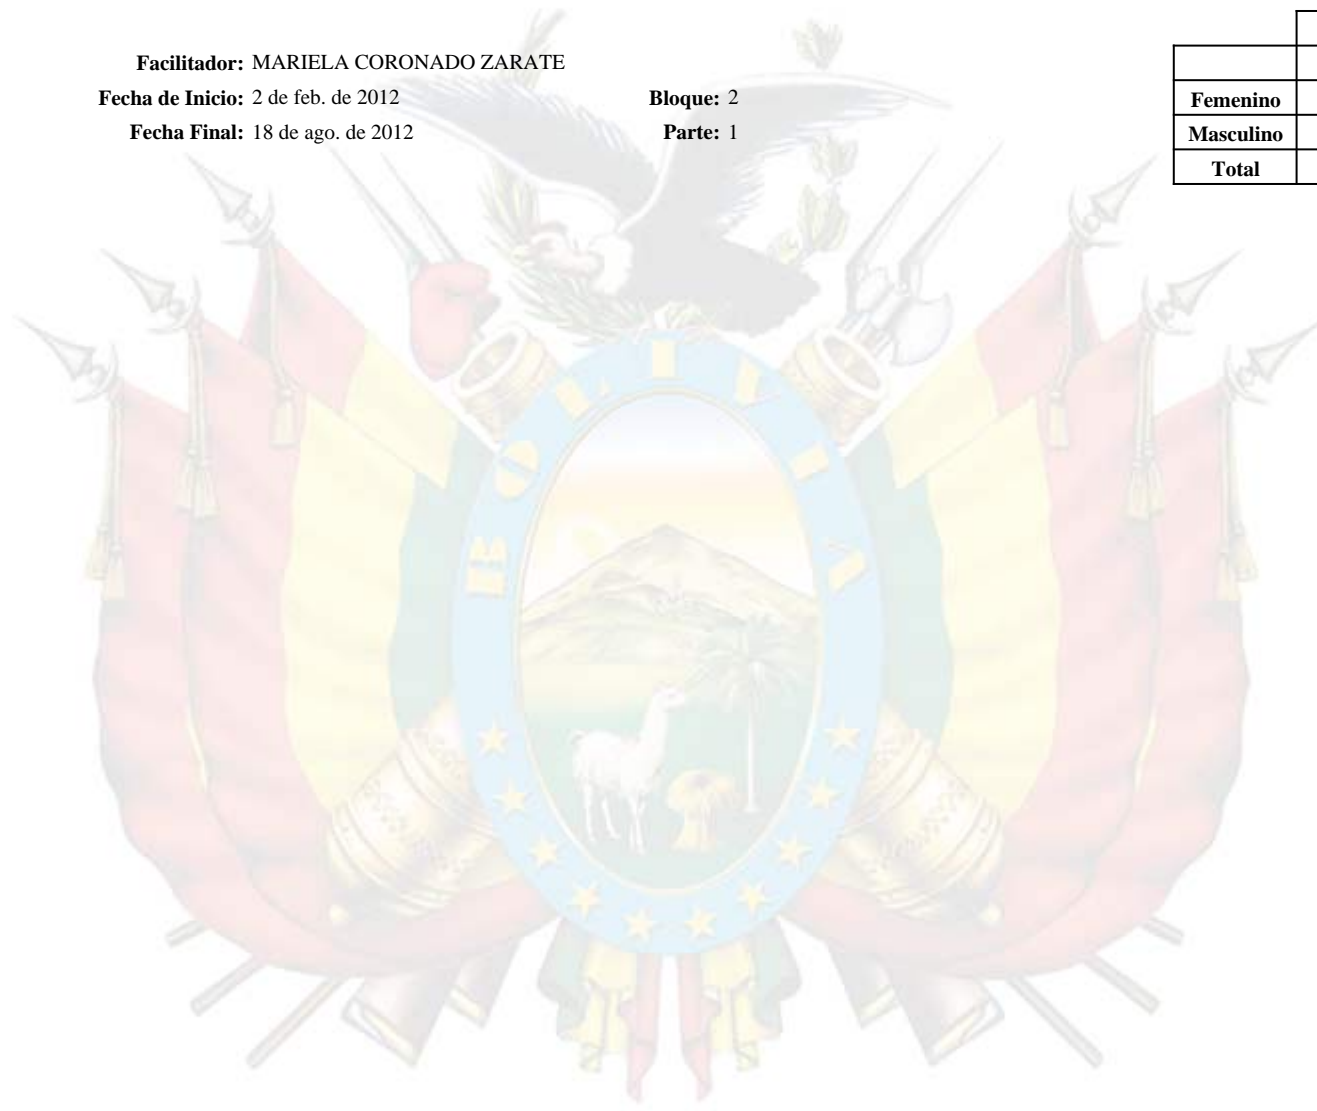 Facilitador: MARIELA CORONADO ZARATE
Fecha de Inicio: 2 de feb. de 2012 Bloque: 2
Fecha Final: 18 de ago. de 2012 Parte: 1
Femenino
Masculino
Total
BOLIVIA